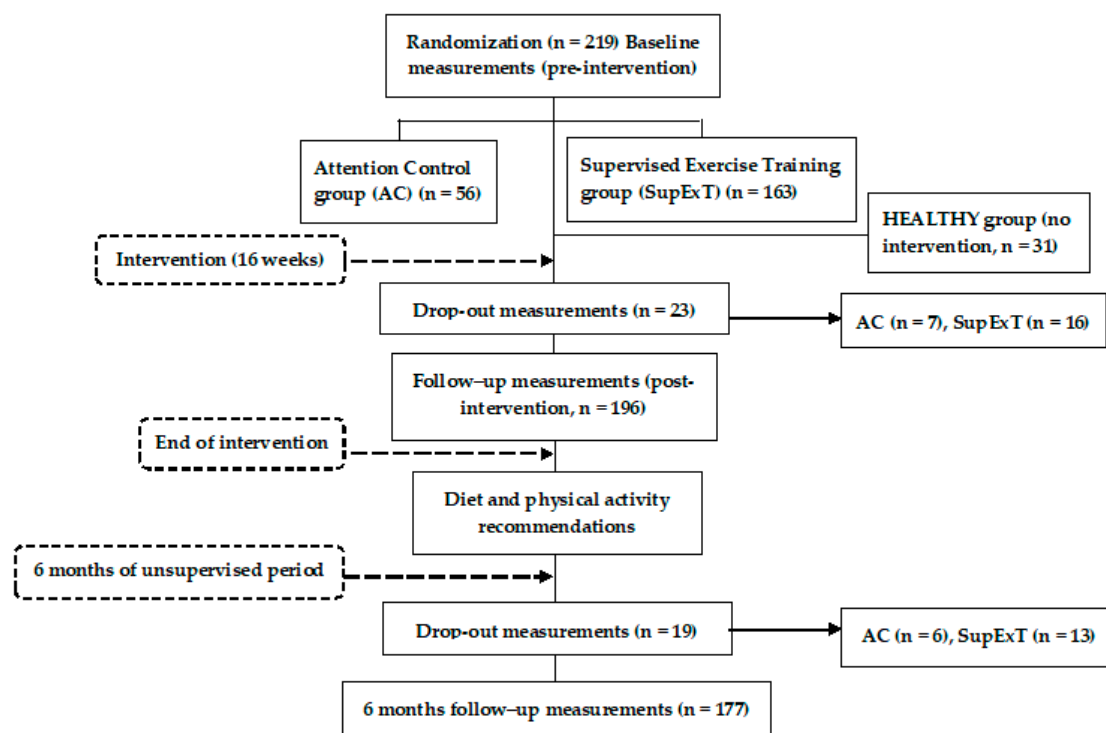 Randomization (n = 219) Baseline
measurements (pre-intervention)
Attention Control
group (AC) (n = 56)
Supervised Exercise Training
group (SupExT) (n = 163)
HEALTHY group (no
intervention, n = 31)
Intervention (16 weeks)
Drop-out measurements (n = 23)
AC (n = 7), SupExT (n = 16)
Follow–up measurements (post-
intervention, n = 196)
End of intervention
Diet and physical activity
recommendations
6 months of unsupervised period
Drop-out measurements (n = 19)
AC (n = 6), SupExT (n = 13)
6 months follow–up measurements (n = 177)